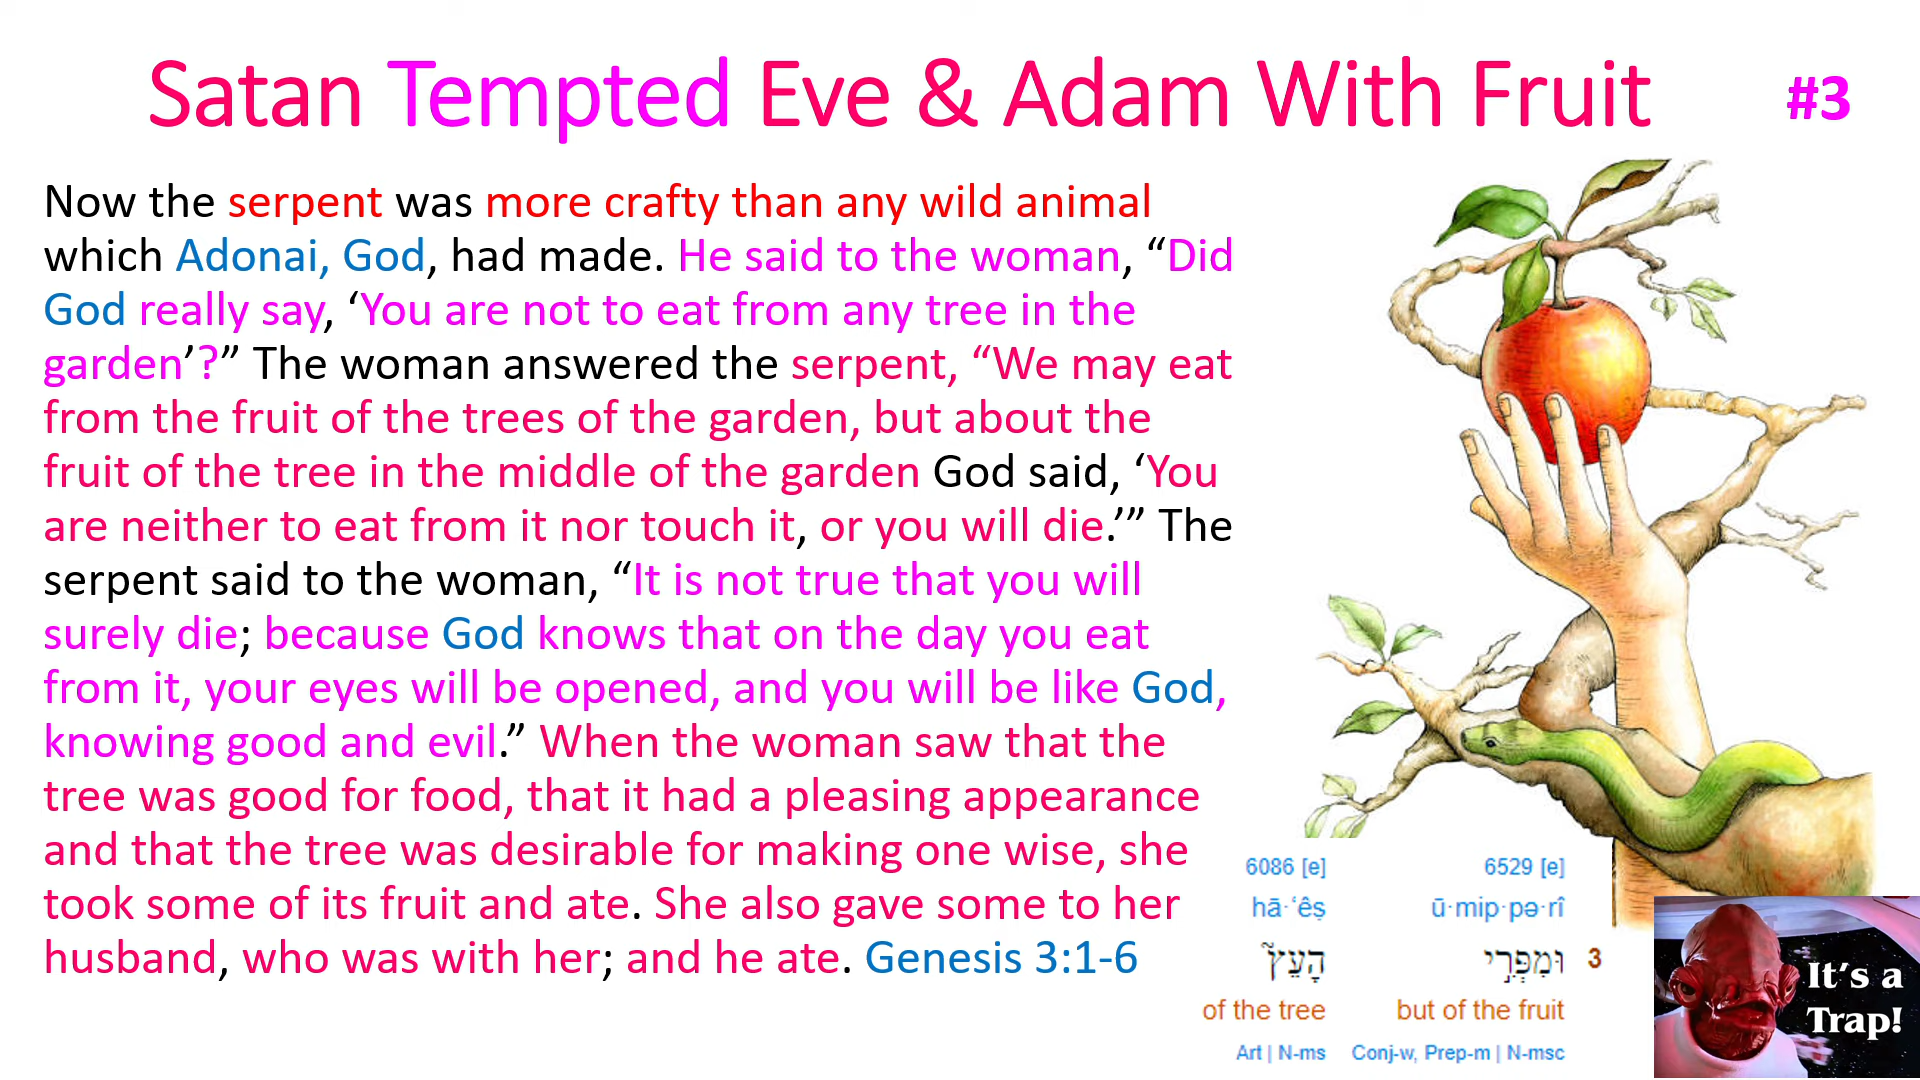 Satan Tempted Eve & Adam With Fruit
#3
Now the serpent was more crafty than any wild animal
which Adonai, God, had made. He said to the woman, “Did
God really say, ‘You are not to eat from any tree in the
garden’?” The woman answered the serpent, “We may eat
from the fruit of the trees of the garden, but about the
fruit of the tree in the middle of the garden God said, ‘You
are neither to eat from it nor touch it, or you will die.’” The
serpent said to the woman, “It is not true that you will
surely die; because God knows that on the day you eat
from it, your eyes will be opened, and you will be like God,
knowing good and evil.” When the woman saw that the
tree was good for food, that it had a pleasing appearance
and that the tree was desirable for making one wise, she
took some of its fruit and ate. She also gave some to her
husband, who was with her; and he ate. Genesis 3:1-6
6086 [e] 6529 [e]
hā·‘êṣ ū·mip·pə·rî
3 וּמִפְּרִ֣י הָעֵץ֮
of the tree but of the fruit
Art | N-ms Conj-w, Prep-m | N-msc
It’s a
Trap!